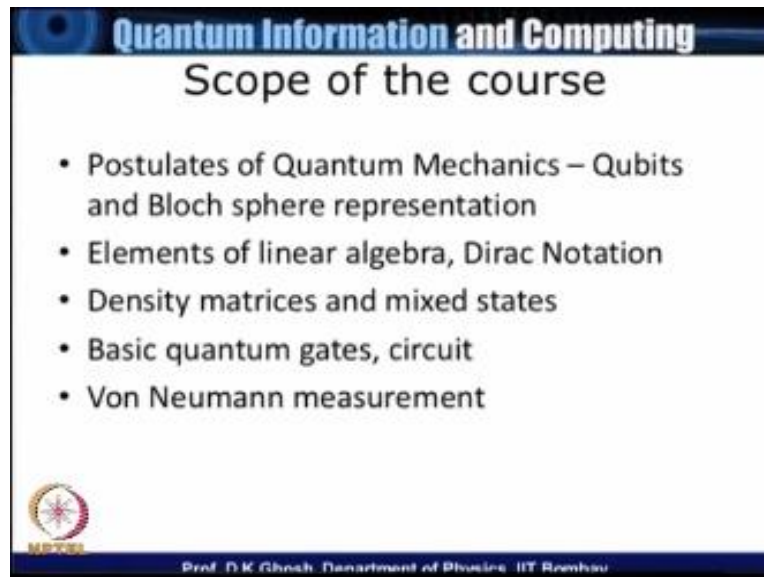 Quantum Information and Computing
Scope of the course
• Postulates of Quantum Mechanics – Qubits
and Bloch sphere representation
• Elements of linear algebra, Dirac Notation
• Density matrices and mixed states
• Basic quantum gates, circuit
• Von Neumann measurement
NPTEL
Prof. D K Ghosh, Department of Physics, IIT Bombay